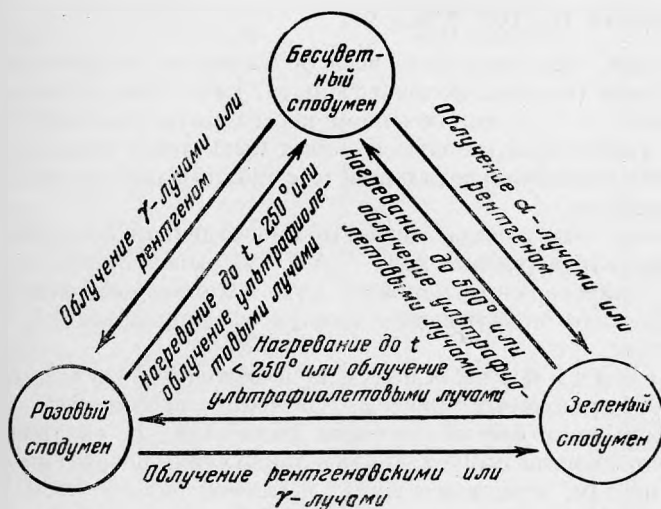 Бесцвет-
ный
сподумен
Облучение γ-лучами или
рентгеном
Нагревание до t < 250° или
облучение ультрафиоле-
товыми лучами
Облучение α-лучами или
рентгеном
Нагревание до 500° или
облучение ультрафио-
летовыми лучами
Нагревание до t
< 250° или облучение
ультрафиолетовыми лучами
Розовый
сподумен
Зеленый
сподумен
Облучение рентгенавскими или
γ-лучами